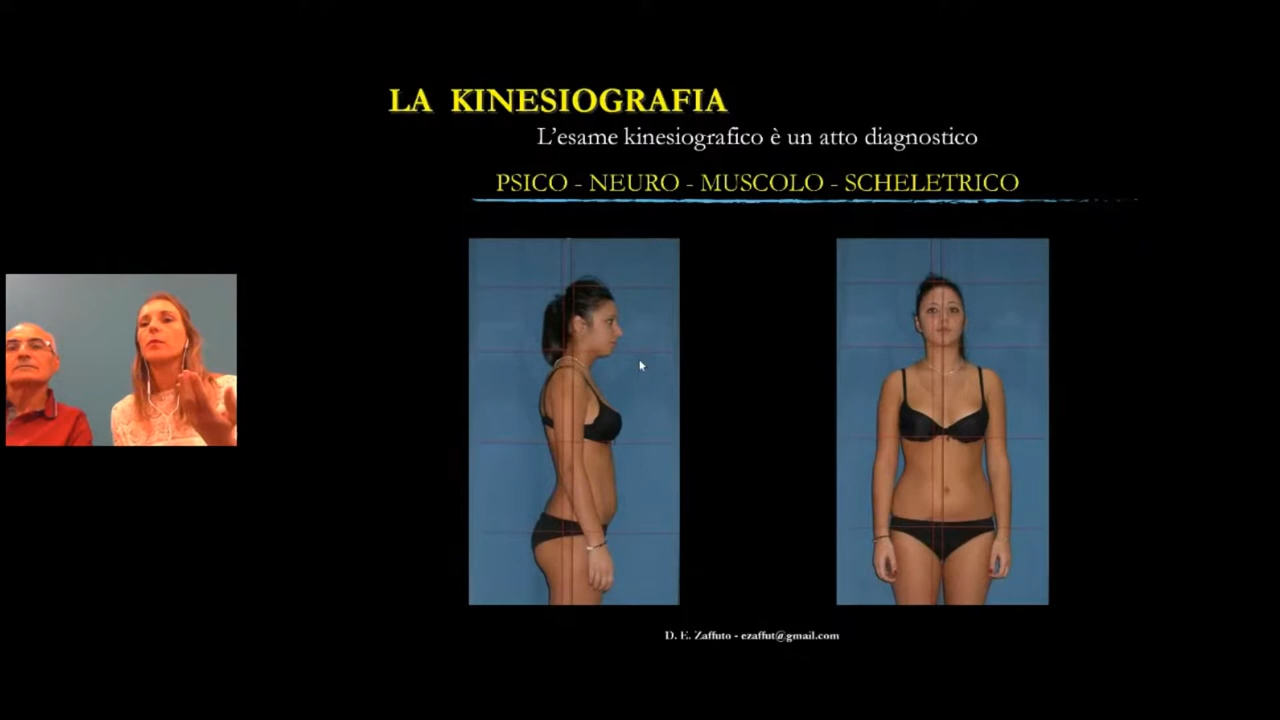 LA KINESIOGRAFIA
L'esame kinesiografico è un atto diagnostico
PSICO - NEURO - MUSCOLO - SCHELETRICO
D. E. Zaffuto - ezaffut@gmail.com